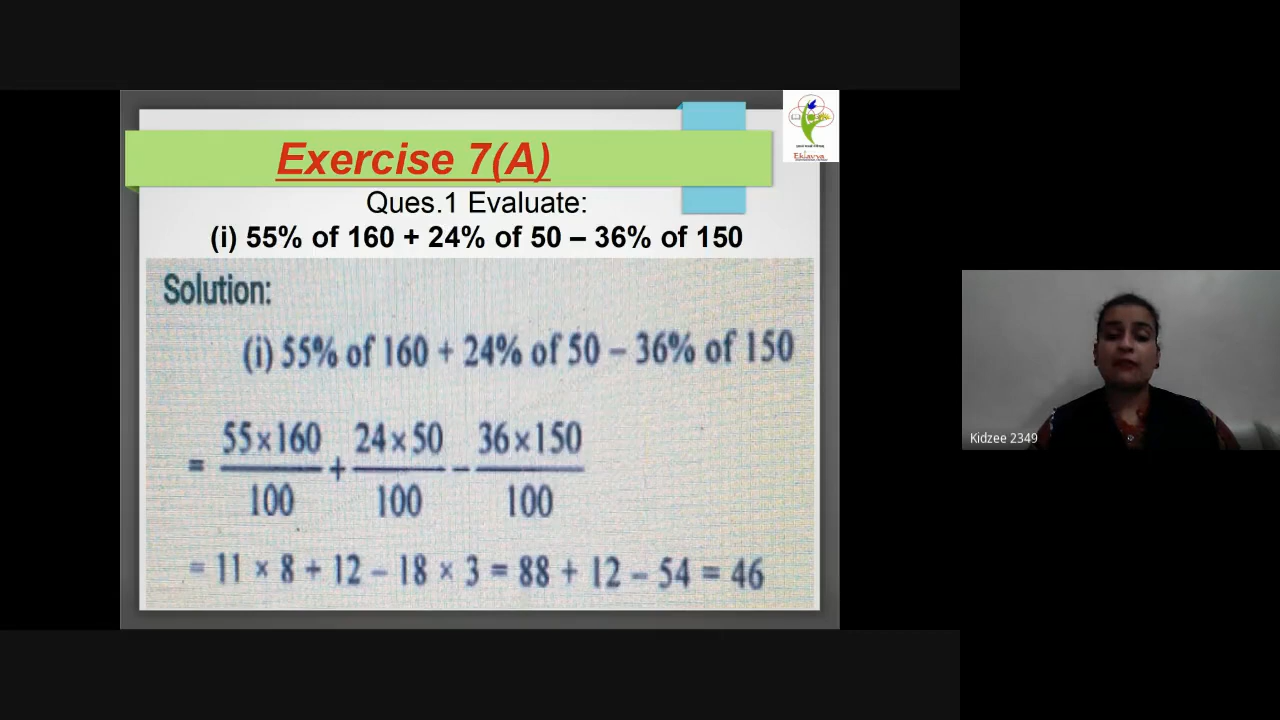 Exercise 7(A)
Ques.1 Evaluate:
(i) 55% of 160 + 24% of 50 – 36% of 150
Solution:
(i) 55% of 160 + 24% of 50 – 36% of 150
= 55×160/100 + 24×50/100 – 36×150/100
= 11 × 8 + 12 – 18 × 3 = 88 + 12 – 54 = 46
Eklavya
Kidzee 2349